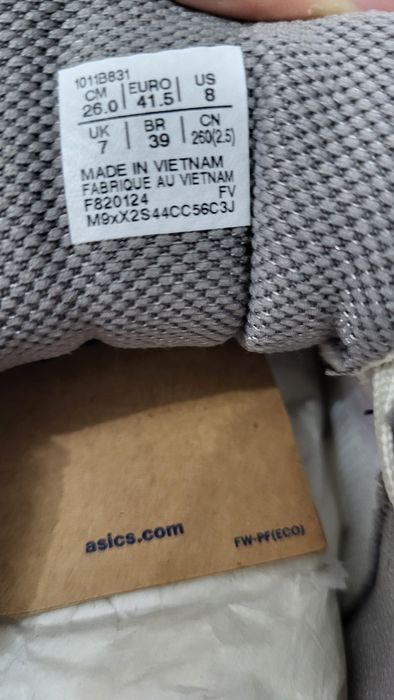 1011B831
CM EURO US
26.0 41.5 8
UK BR CN
7 39 260(2.5)
MADE IN VIETNAM
FABRIQUE AU VIETNAM
F820124 FV
M9xX2S44CC56C3J
asics.com
FW-PF(ECO)